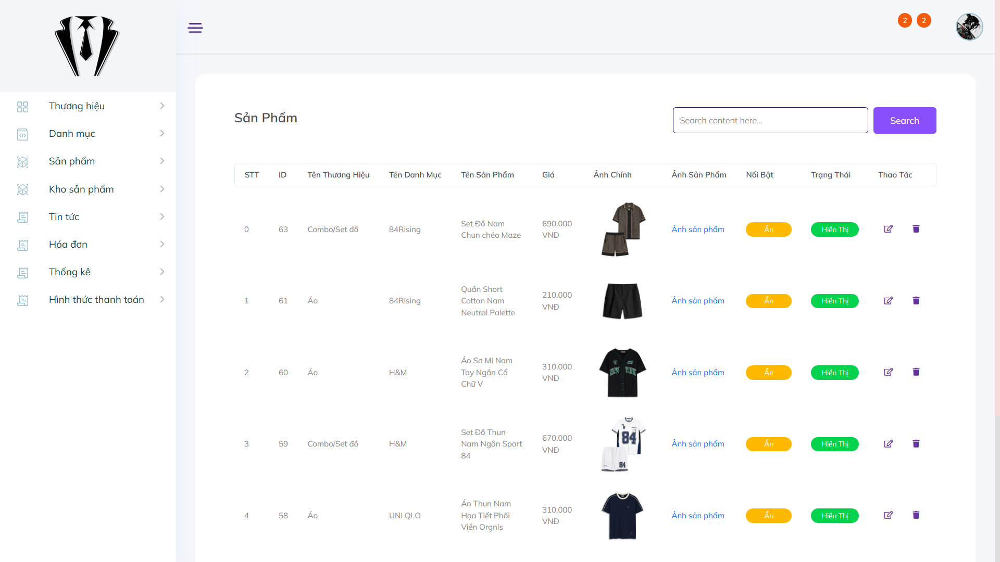 2 2
Thương hiệu
Danh mục
Sản phẩm
Kho sản phẩm
Tin tức
Hóa đơn
Thống kê
Hình thức thanh toán
Sản Phẩm
Search content here...
Search
STT ID Tên Thương Hiệu Tên Danh Mục Tên Sản Phẩm Giá Ảnh Chính Ảnh Sản Phẩm Nổi Bật Trạng Thái Thao Tác
0 63 Combo/Set đồ 84Rising Set Đồ Nam Chun chéo Maze 690.000 VNĐ Ảnh sản phẩm Ẩn Hiển Thị
1 61 Áo 84Rising Quần Short Cotton Nam Neutral Palette 210.000 VNĐ Ảnh sản phẩm Ẩn Hiển Thị
2 60 Áo H&M Áo Sơ Mi Nam Tay Ngắn Cổ Chữ V 310.000 VNĐ NEW YORK Ảnh sản phẩm Ẩn Hiển Thị
3 59 Combo/Set đồ H&M Set Đồ Thun Nam Ngắn Sport 84 670.000 VNĐ 84 84 Ảnh sản phẩm Ẩn Hiển Thị
4 58 Áo UNI QLO Áo Thun Nam Họa Tiết Phối Viền Orgnls 310.000 VNĐ Ảnh sản phẩm Ẩn Hiển Thị